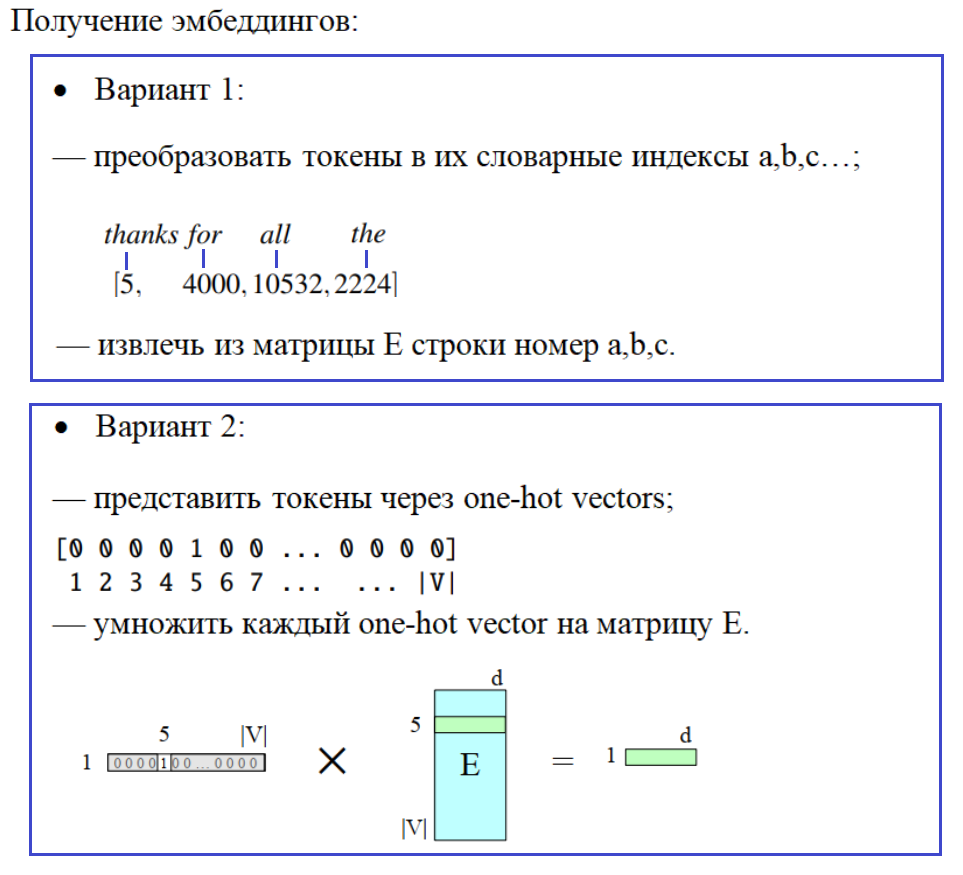 Получение эмбеддингов:
• Вариант 1:
— преобразовать токены в их словарные индексы a,b,c…;
thanks for all the
[5, 4000, 10532, 2224]
— извлечь из матрицы E строки номер a,b,c.
• Вариант 2:
— представить токены через one-hot vectors;
[0 0 0 0 1 0 0 ... 0 0 0 0]
1 2 3 4 5 6 7 ... ... |V|
— умножить каждый one-hot vector на матрицу E.
d
5 |V| 5 d
1 0 0 0 0 1 0 0 ... 0 0 0 0 × E = 1
|V|